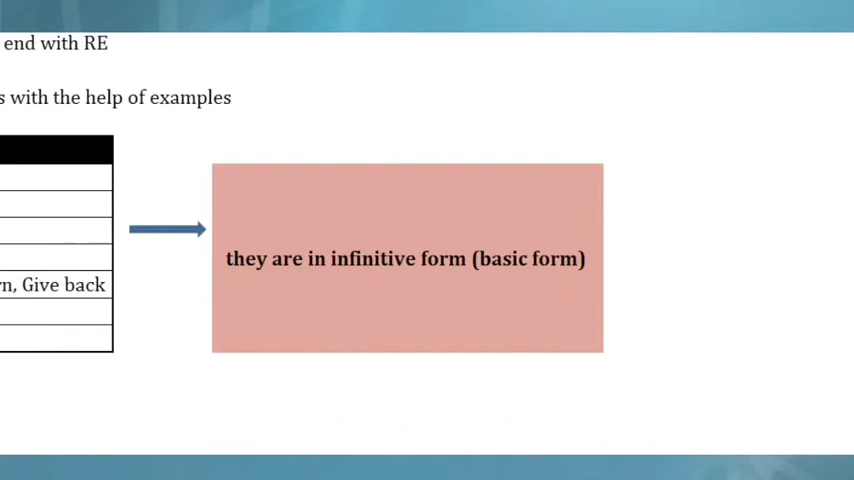 end with RE
with the help of examples
they are in infinitive form (basic form)
Give back